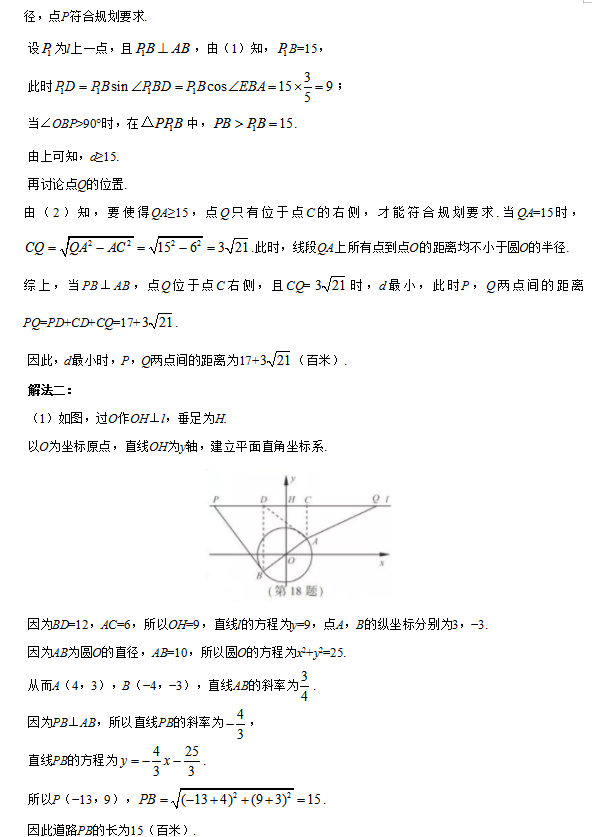 径，点P符合规划要求.
设P₁为l上一点，且P₁B⊥AB，由（1）知，P₁B=15，
此时P₁D=P₁Bsin∠P₁BD=P₁Bcos∠EBA=15×3/5=9；
当∠OBP>90°时，在△PP₁B中，PB>P₁B=15.
由上可知，d≥15.
再讨论点Q的位置.
由（2）知，要使得QA≥15，点Q只有位于点C的右侧，才能符合规划要求.当QA=15时，
CQ=√(QA²−AC²)=√(15²−6²)=3√21.此时，线段QA上所有点到点O的距离均不小于圆O的半径.
综上，当PB⊥AB，点Q位于点C右侧，且CQ=3√21时，d最小，此时P，Q两点间的距离
PQ=PD+CD+CQ=17+3√21.
因此，d最小时，P，Q两点间的距离为17+3√21（百米）.
解法二：
（1）如图，过O作OH⊥l，垂足为H.
以O为坐标原点，直线OH为y轴，建立平面直角坐标系.
y
P D H C Q l
A
O x
B
(第18题)
因为BD=12，AC=6，所以OH=9，直线l的方程为y=9，点A，B的纵坐标分别为3，−3.
因为AB为圆O的直径，AB=10，所以圆O的方程为x²+y²=25.
从而A（4，3），B（−4，−3），直线AB的斜率为3/4.
因为PB⊥AB，所以直线PB的斜率为−4/3，
直线PB的方程为y=−4/3x−25/3.
所以P（−13，9），PB=√((−13+4)²+(9+3)²)=15.
因此道路PB的长为15（百米）.